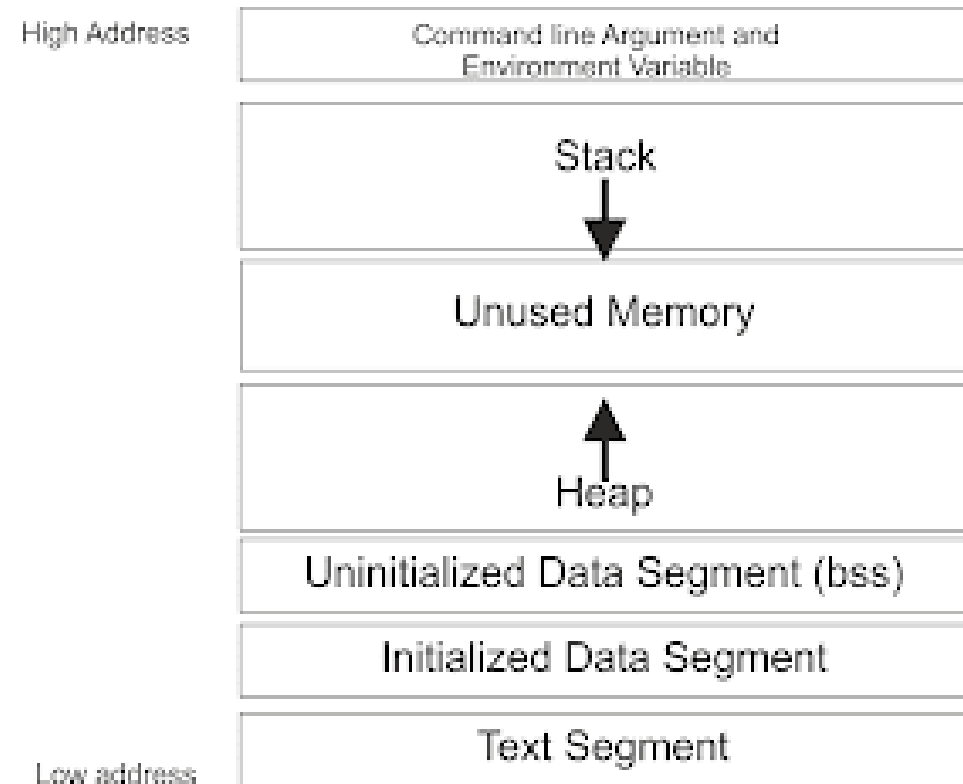 High Address
Command line Argument and
Environment Variable
Stack
Unused Memory
Heap
Uninitialized Data Segment (bss)
Initialized Data Segment
Text Segment
Low address